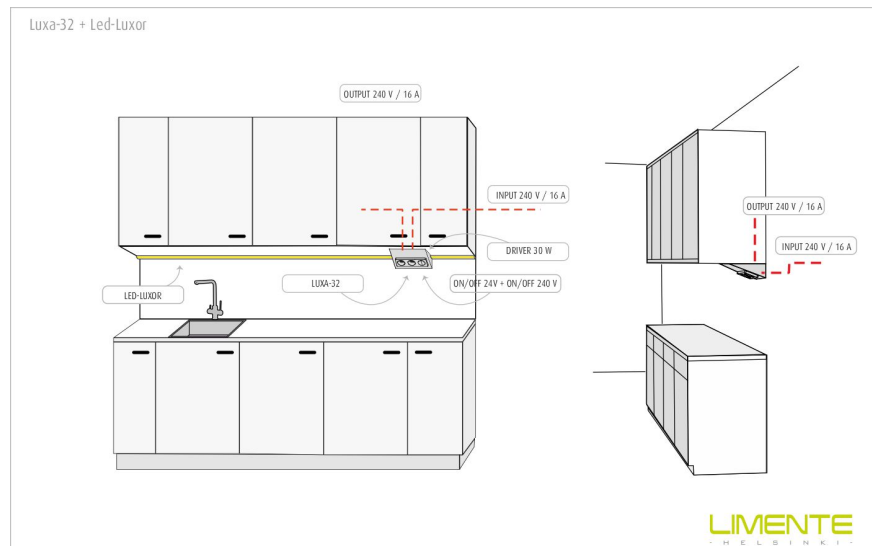 Luxa-32 + Led-Luxor
OUTPUT 240 V / 16 A
INPUT 240 V / 16 A
DRIVER 30 W
LED-LUXOR
LUXA-32
ON/OFF 24V + ON/OFF 240 V
OUTPUT 240 V / 16 A
INPUT 240 V / 16 A
LIMENTE
- HELSINKI -